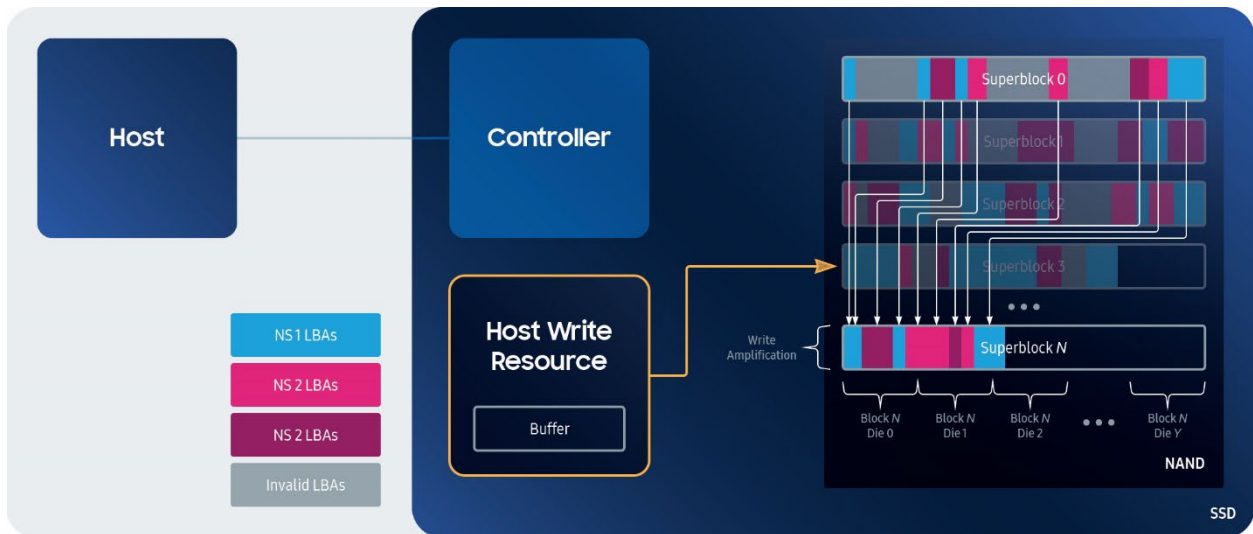 Host
Controller
Host Write
Resource
Buffer
NS 1 LBAs
NS 2 LBAs
NS 2 LBAs
Invalid LBAs
Superblock 0
Superblock 1
Superblock 2
Superblock 3
Superblock N
Write
Amplification
Block N
Die 0
Block N
Die 1
Block N
Die 2
Block N
Die Y
NAND
SSD